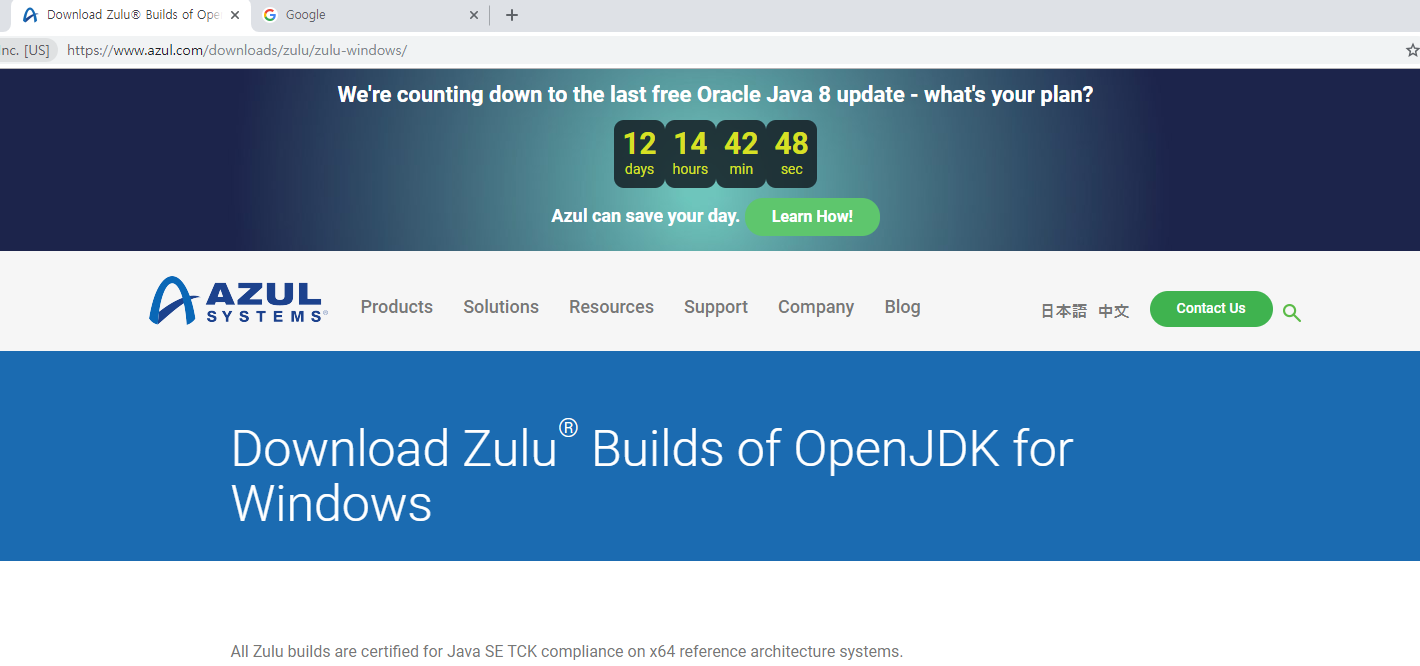 Download Zulu® Builds of Ope
Google
nc. [US]
https://www.azul.com/downloads/zulu/zulu-windows/
We're counting down to the last free Oracle Java 8 update - what's your plan?
12 14 42 48
days hours min sec
Azul can save your day. Learn How!
AZUL
SYSTEMS®
Products Solutions Resources Support Company Blog
日本語 中文
Contact Us
Download Zulu® Builds of OpenJDK for
Windows
All Zulu builds are certified for Java SE TCK compliance on x64 reference architecture systems.